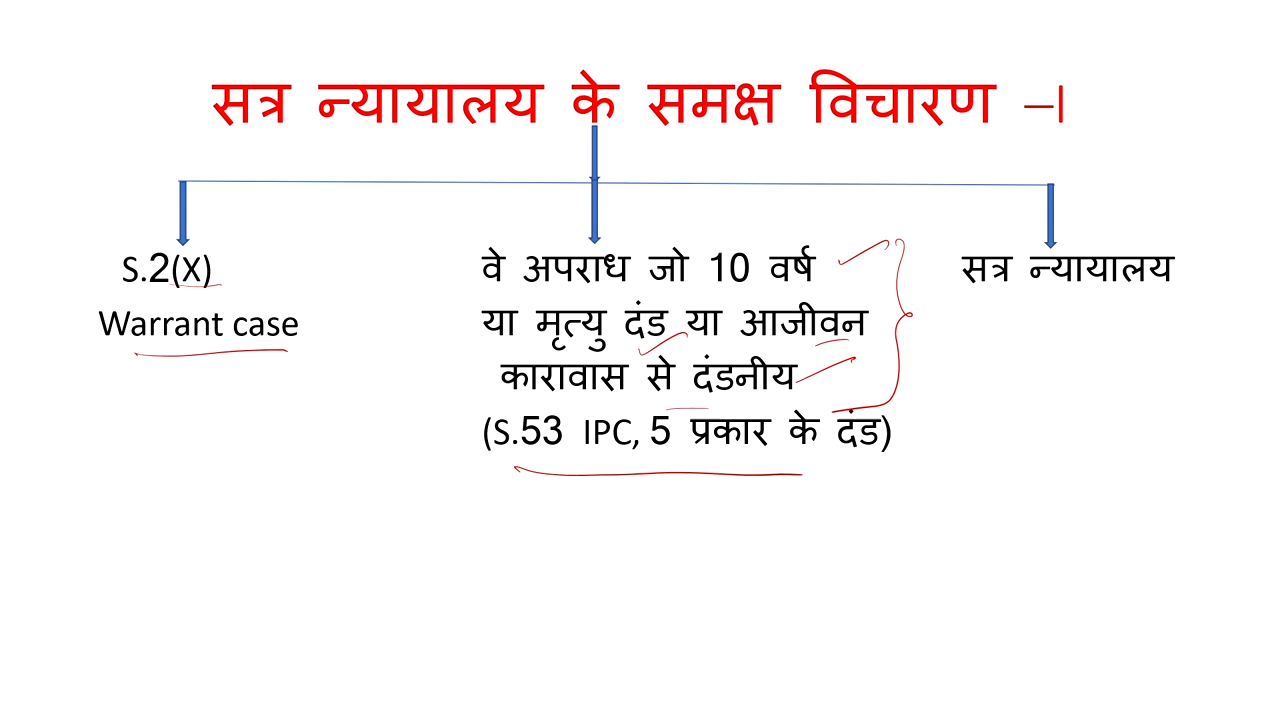 सत्र न्यायालय के समक्ष विचारण –I
S.2(X)
Warrant case
वे अपराध जो 10 वर्ष
या मृत्यु दंड या आजीवन
कारावास से दंडनीय
(S.53 IPC, 5 प्रकार के दंड)
सत्र न्यायालय